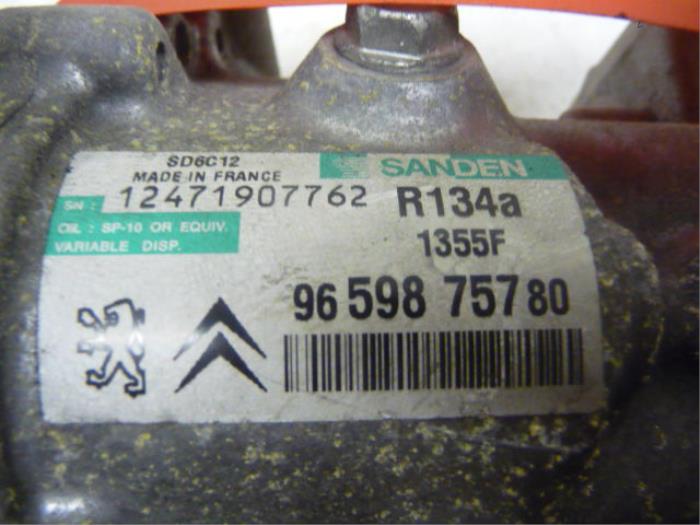 SD6C12
MADE IN FRANCE
SANDEN
S/N : 12471907762
R134a
OIL : SP-10 OR EQUIV.
VARIABLE DISP.
1355F
96 598 757 80